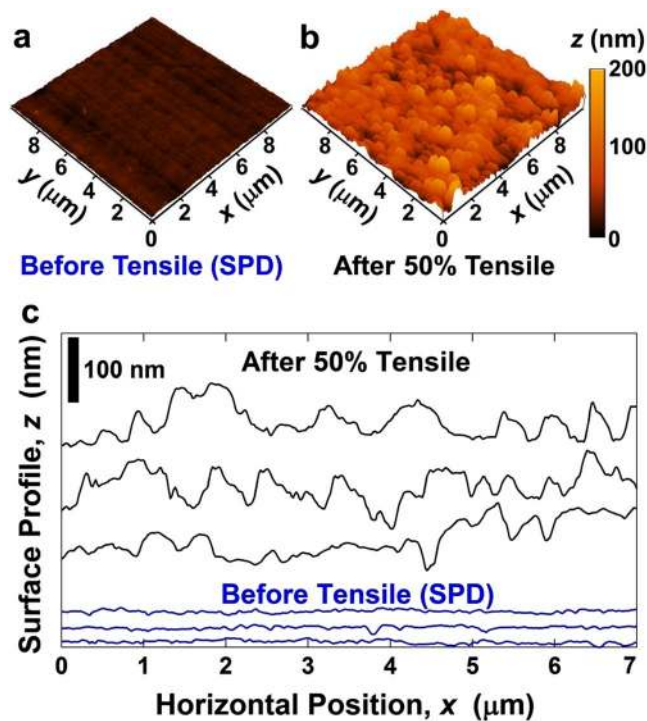 a
b
z (nm)
200
100
0
8
6
4
2
y (μm)
8
6
4
2
x (μm)
0
8
6
4
2
y (μm)
8
6
4
2
x (μm)
0
Before Tensile (SPD)
After 50% Tensile
c
100 nm
After 50% Tensile
Surface Profile, z (nm)
Before Tensile (SPD)
0 1 2 3 4 5 6 7
Horizontal Position, x (μm)